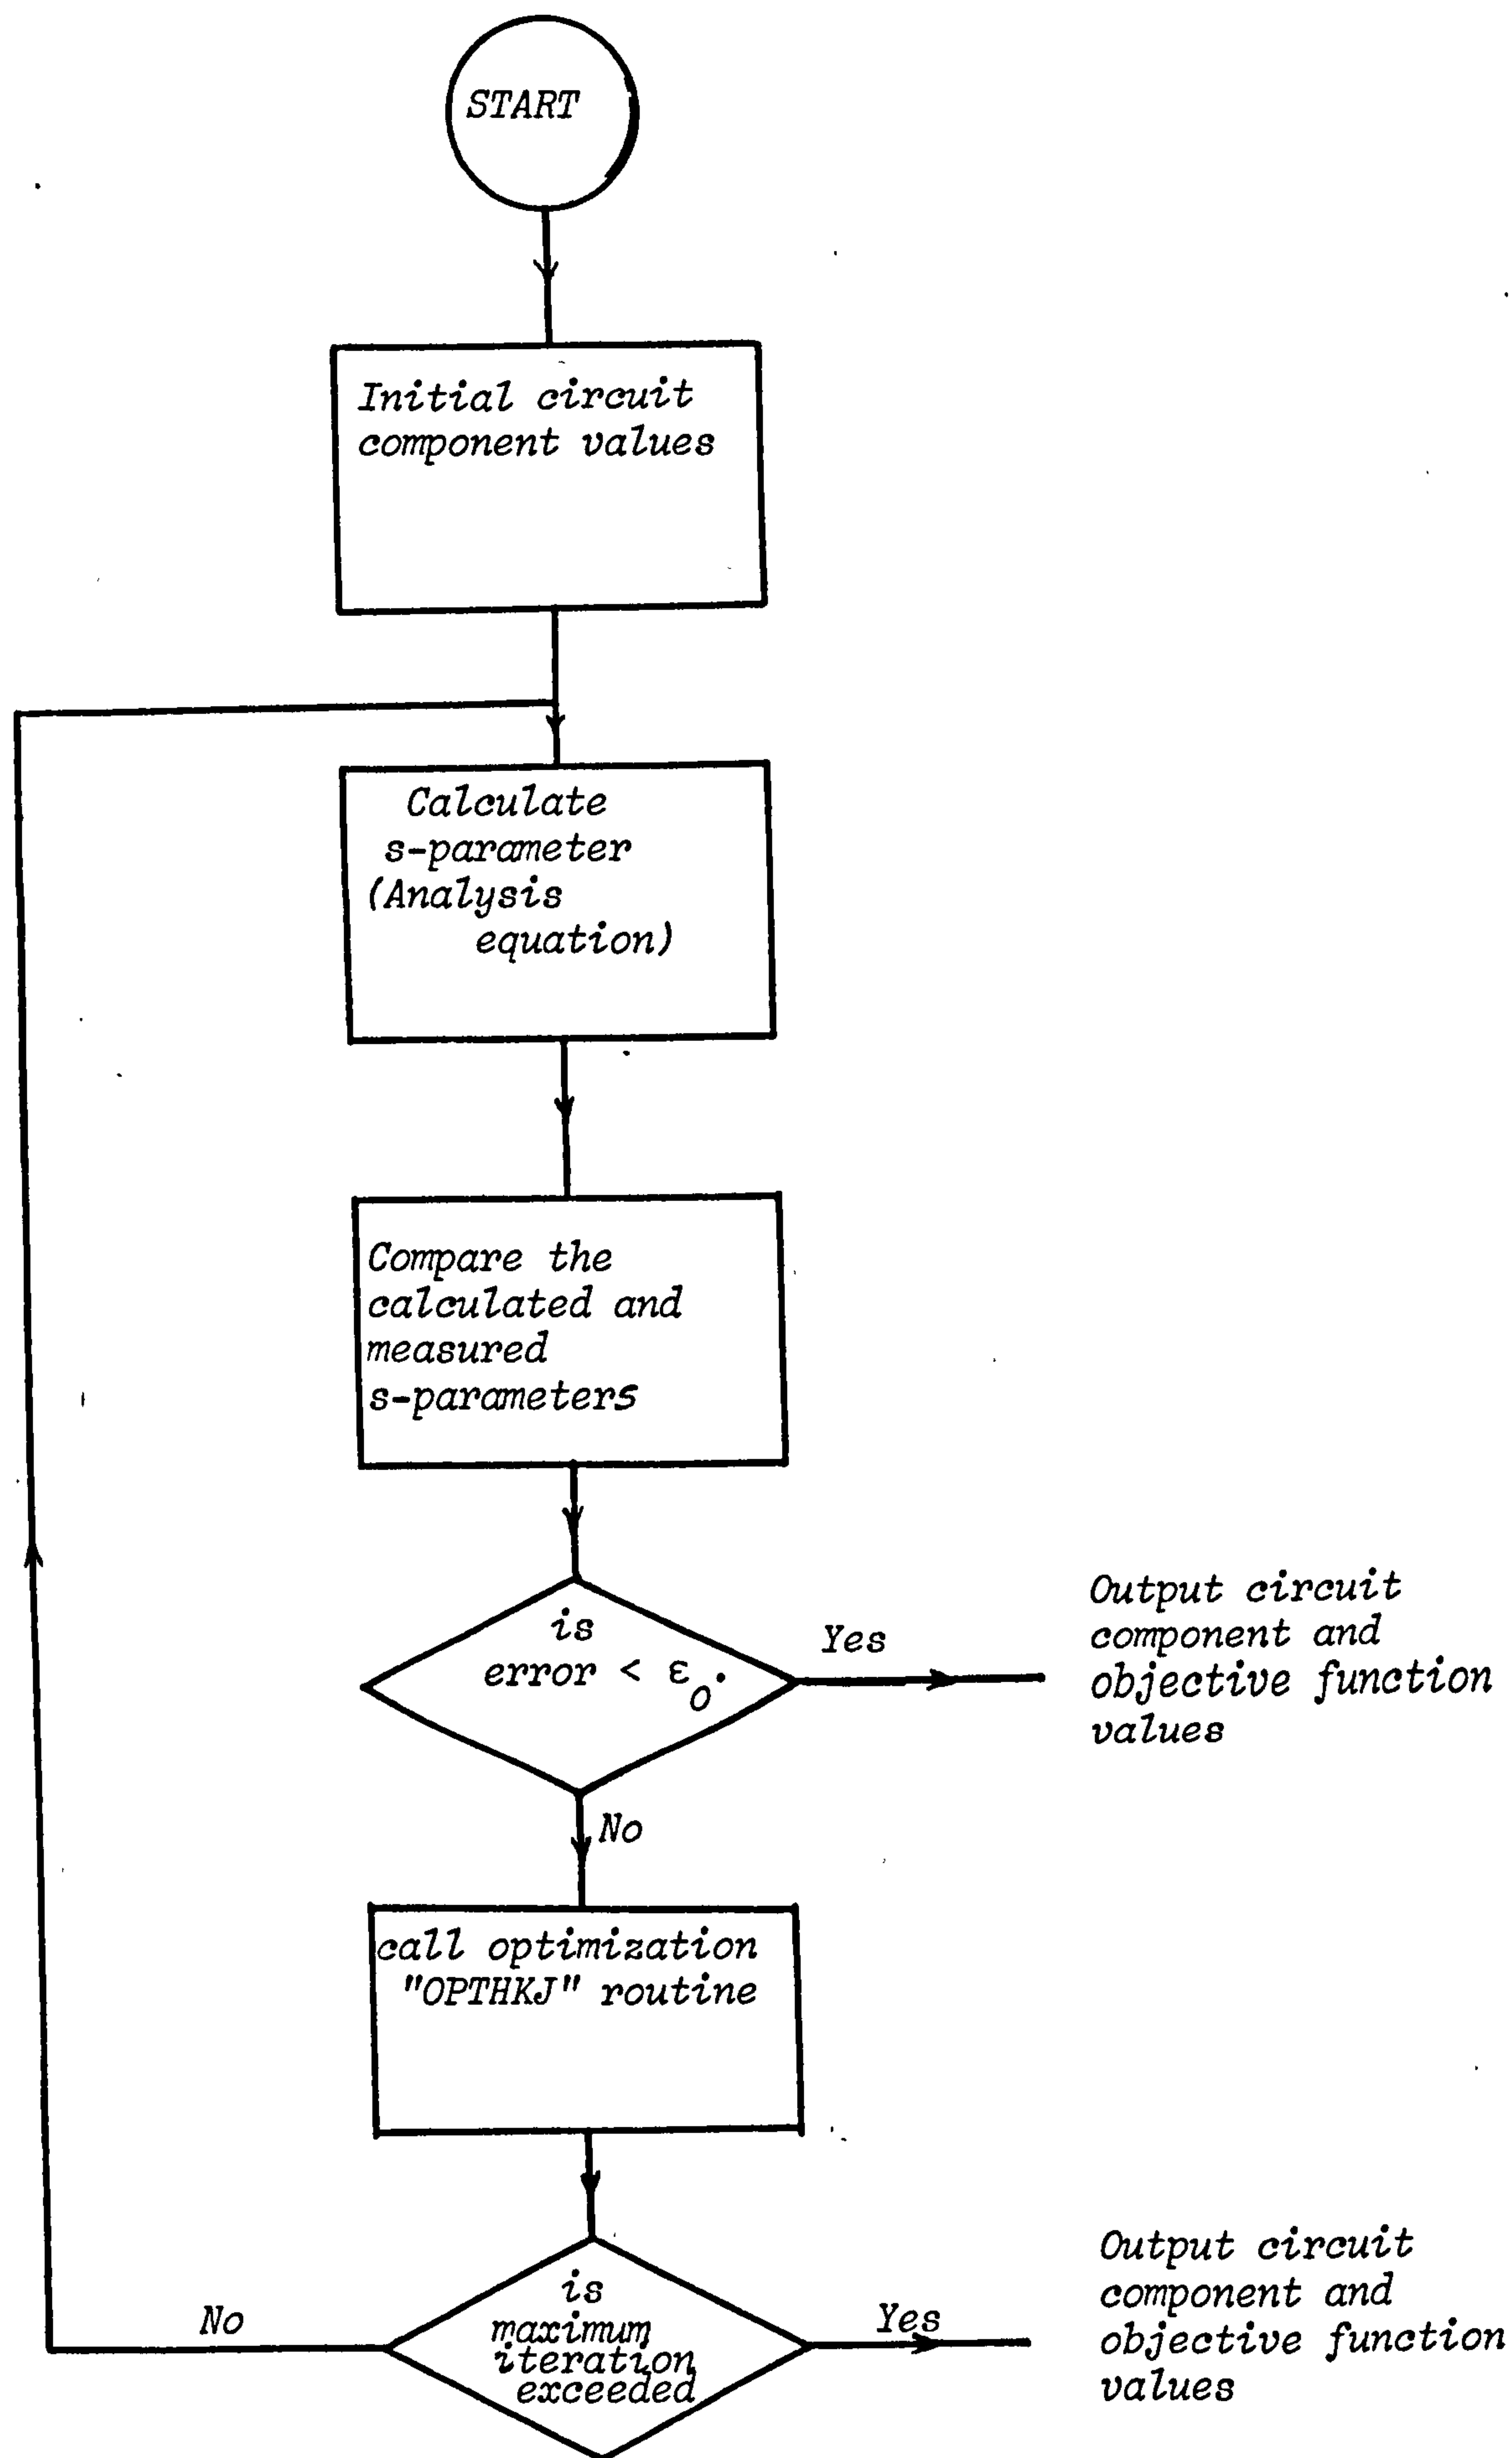 START
Initial circuit
component values
Calculate
s-parameter
(Analysis
equation)
Compare the
calculated and
measured
s-parameters
is
error < ε₀.
Yes
Output circuit
component and
objective function
values
No
call optimization
"OPTHKJ" routine
is
maximum
iteration
exceeded
No
Yes
Output circuit
component and
objective function
values